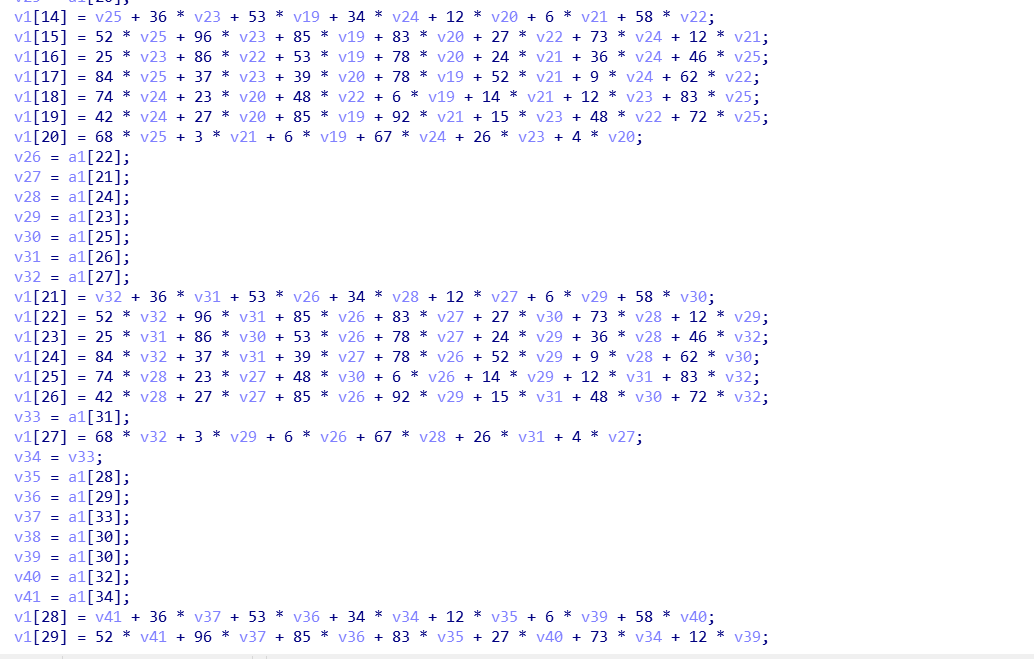 v1[14] = v25 + 36 * v23 + 53 * v19 + 34 * v24 + 12 * v20 + 6 * v21 + 58 * v22;
v1[15] = 52 * v25 + 96 * v23 + 85 * v19 + 83 * v20 + 27 * v22 + 73 * v24 + 12 * v21;
v1[16] = 25 * v23 + 86 * v22 + 53 * v19 + 78 * v20 + 24 * v21 + 36 * v24 + 46 * v25;
v1[17] = 84 * v25 + 37 * v23 + 39 * v20 + 78 * v19 + 52 * v21 + 9 * v24 + 62 * v22;
v1[18] = 74 * v24 + 23 * v20 + 48 * v22 + 6 * v19 + 14 * v21 + 12 * v23 + 83 * v25;
v1[19] = 42 * v24 + 27 * v20 + 85 * v19 + 92 * v21 + 15 * v23 + 48 * v22 + 72 * v25;
v1[20] = 68 * v25 + 3 * v21 + 6 * v19 + 67 * v24 + 26 * v23 + 4 * v20;
v26 = a1[22];
v27 = a1[21];
v28 = a1[24];
v29 = a1[23];
v30 = a1[25];
v31 = a1[26];
v32 = a1[27];
v1[21] = v32 + 36 * v31 + 53 * v26 + 34 * v28 + 12 * v27 + 6 * v29 + 58 * v30;
v1[22] = 52 * v32 + 96 * v31 + 85 * v26 + 83 * v27 + 27 * v30 + 73 * v28 + 12 * v29;
v1[23] = 25 * v31 + 86 * v30 + 53 * v26 + 78 * v27 + 24 * v29 + 36 * v28 + 46 * v32;
v1[24] = 84 * v32 + 37 * v31 + 39 * v27 + 78 * v26 + 52 * v29 + 9 * v28 + 62 * v30;
v1[25] = 74 * v28 + 23 * v27 + 48 * v30 + 6 * v26 + 14 * v29 + 12 * v31 + 83 * v32;
v1[26] = 42 * v28 + 27 * v27 + 85 * v26 + 92 * v29 + 15 * v31 + 48 * v30 + 72 * v32;
v33 = a1[31];
v1[27] = 68 * v32 + 3 * v29 + 6 * v26 + 67 * v28 + 26 * v31 + 4 * v27;
v34 = v33;
v35 = a1[28];
v36 = a1[29];
v37 = a1[33];
v38 = a1[30];
v39 = a1[30];
v40 = a1[32];
v41 = a1[34];
v1[28] = v41 + 36 * v37 + 53 * v36 + 34 * v34 + 12 * v35 + 6 * v39 + 58 * v40;
v1[29] = 52 * v41 + 96 * v37 + 85 * v36 + 83 * v35 + 27 * v40 + 73 * v34 + 12 * v39;